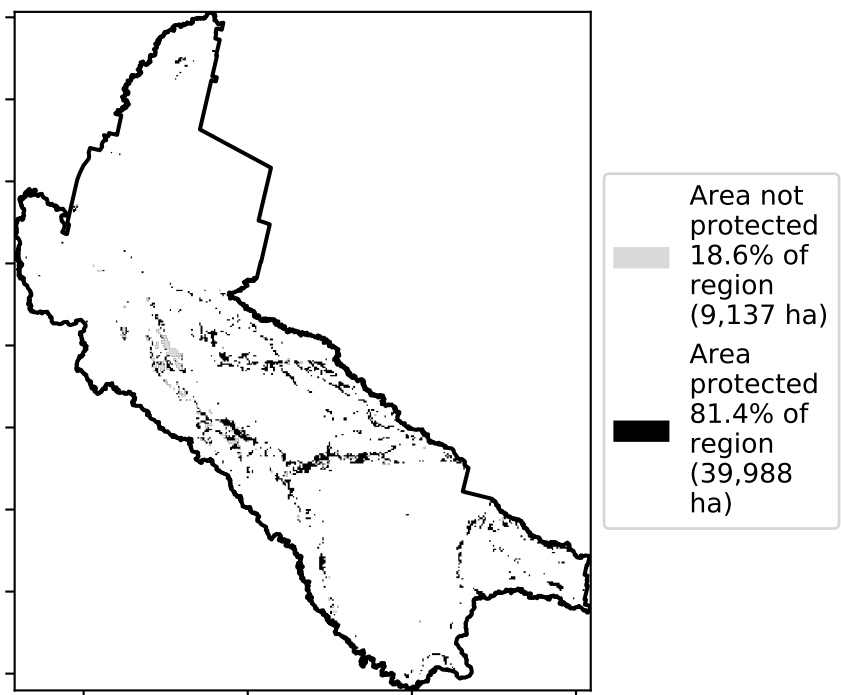 Area not
protected
18.6% of
region
(9,137 ha)
Area
protected
81.4% of
region
(39,988
ha)